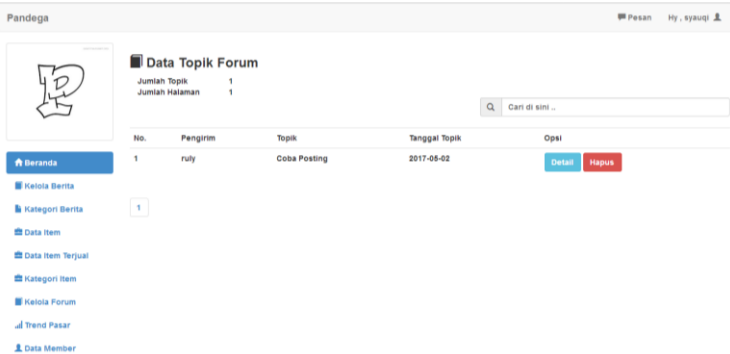 Pandega
Pesan Hy , syauqi
Data Topik Forum
Jumlah Topik 1
Jumlah Halaman 1
Cari di sini ..
No. Pengirim Topik Tanggal Topik Opsi
1 ruly Coba Posting 2017-05-02 Detail Hapus
1
Beranda
Kelola Berita
Kategori Berita
Data Item
Data Item Terjual
Kategori Item
Kelola Forum
Trend Pasar
Data Member